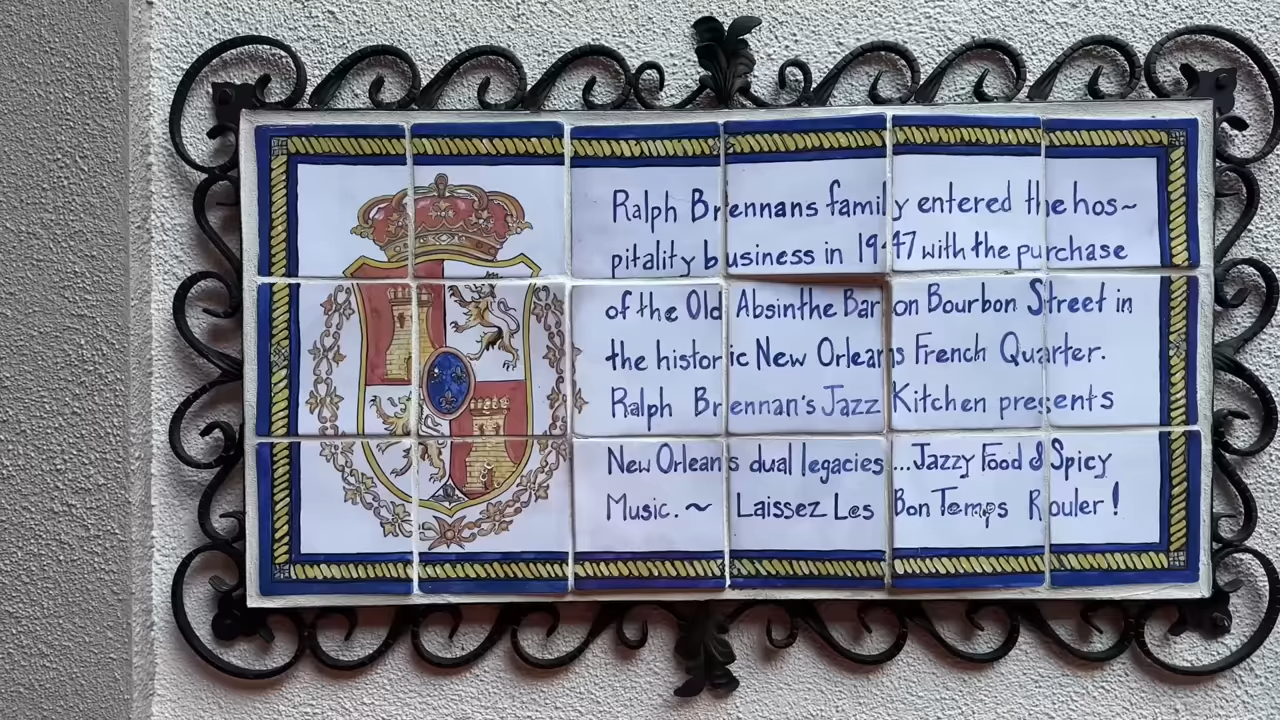 Ralph Brennans family entered the hos~
pitality business in 1947 with the purchase
of the Old Absinthe Bar on Bourbon Street in
the historic New Orleans French Quarter.
Ralph Brennan's Jazz Kitchen presents
New Orleans dual legacies...Jazzy Food & Spicy
Music. ~ Laissez Les Bon Temps Rouler!